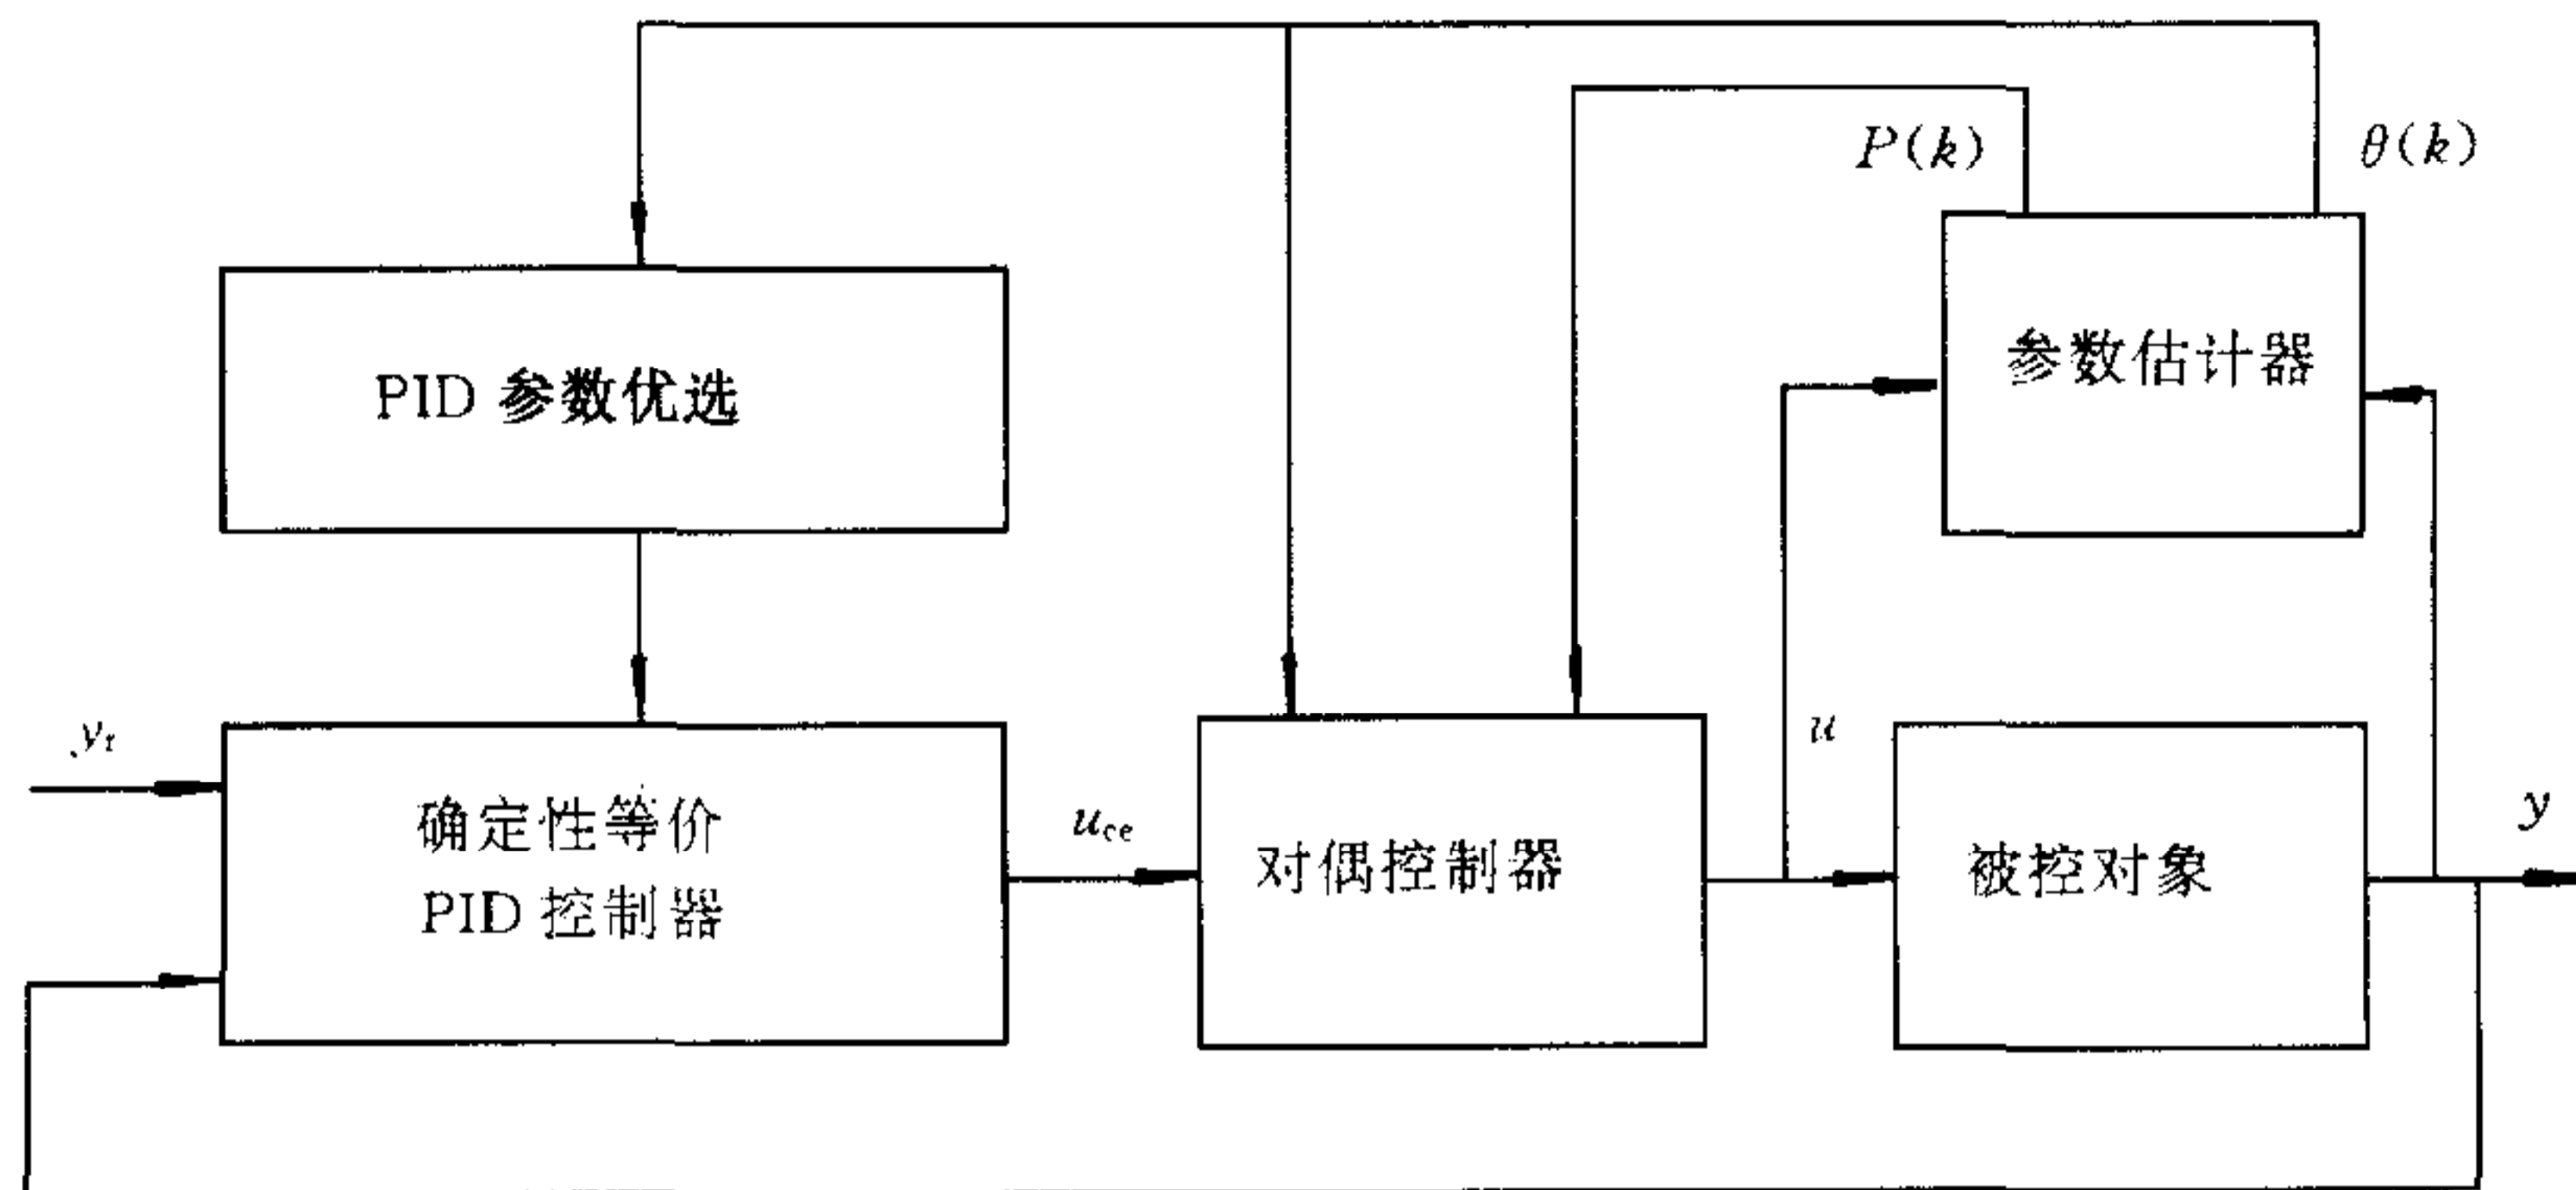 P(k)
θ(k)
PID 参数优选
参数估计器
yr
确定性等价
PID 控制器
uce
对偶控制器
u
被控对象
y